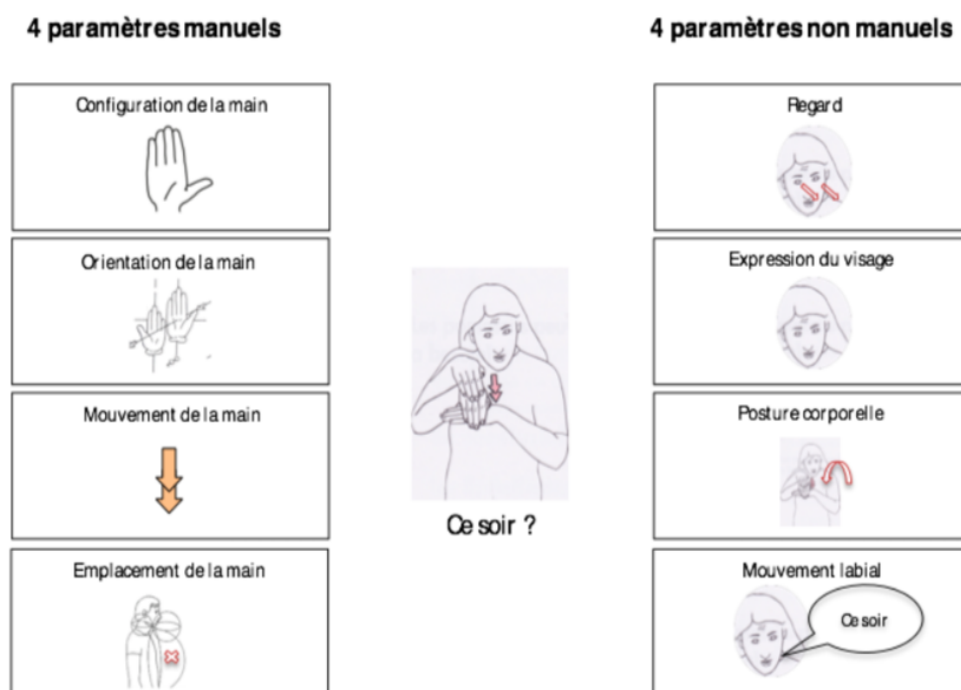 4 paramètres manuels
Configuration de la main
Orientation de la main
Mouvement de la main
Emplacement de la main
Ce soir ?
4 paramètres non manuels
Regard
Expression du visage
Posture corporelle
Mouvement labial
Ce soir